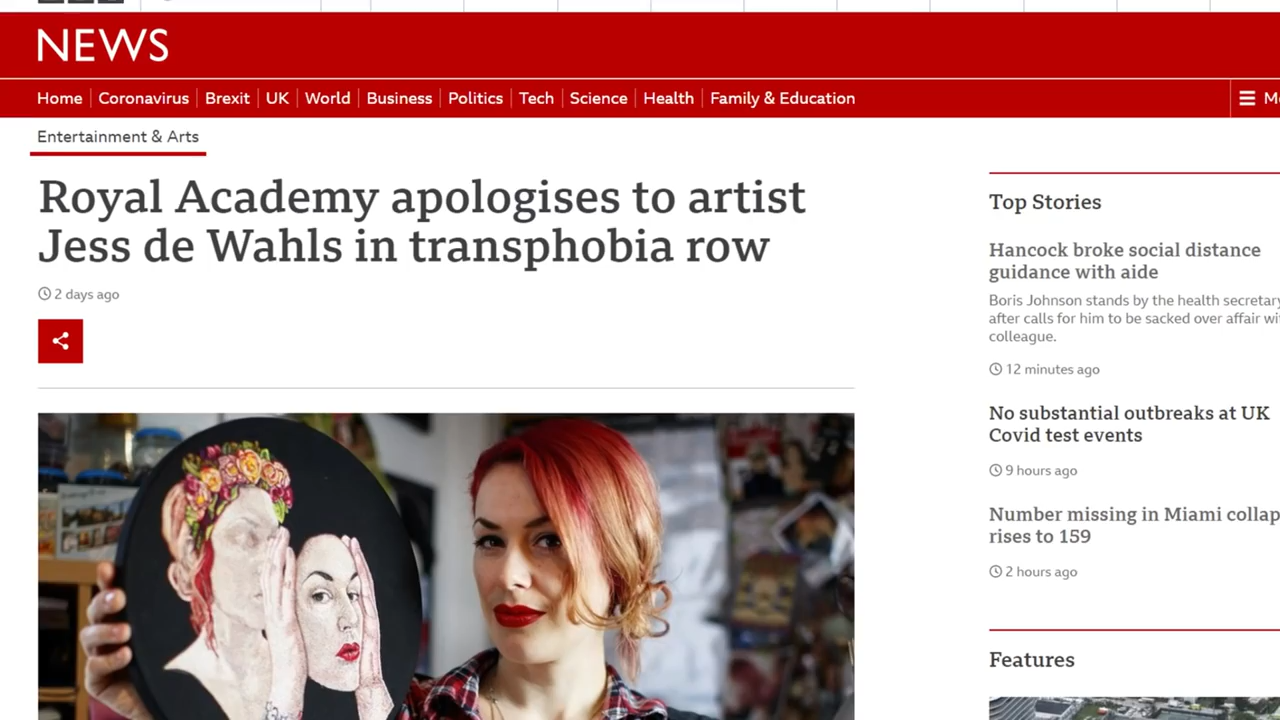 NEWS
Home
Coronavirus
Brexit
UK
World
Business
Politics
Tech
Science
Health
Family & Education
Entertainment & Arts
Royal Academy apologises to artist
Jess de Wahls in transphobia row
2 days ago
Top Stories
Hancock broke social distance
guidance with aide
Boris Johnson stands by the health secretary
after calls for him to be sacked over affair
colleague.
12 minutes ago
No substantial outbreaks at UK
Covid test events
9 hours ago
Number missing in Miami
rises to 159
2 hours ago
Features